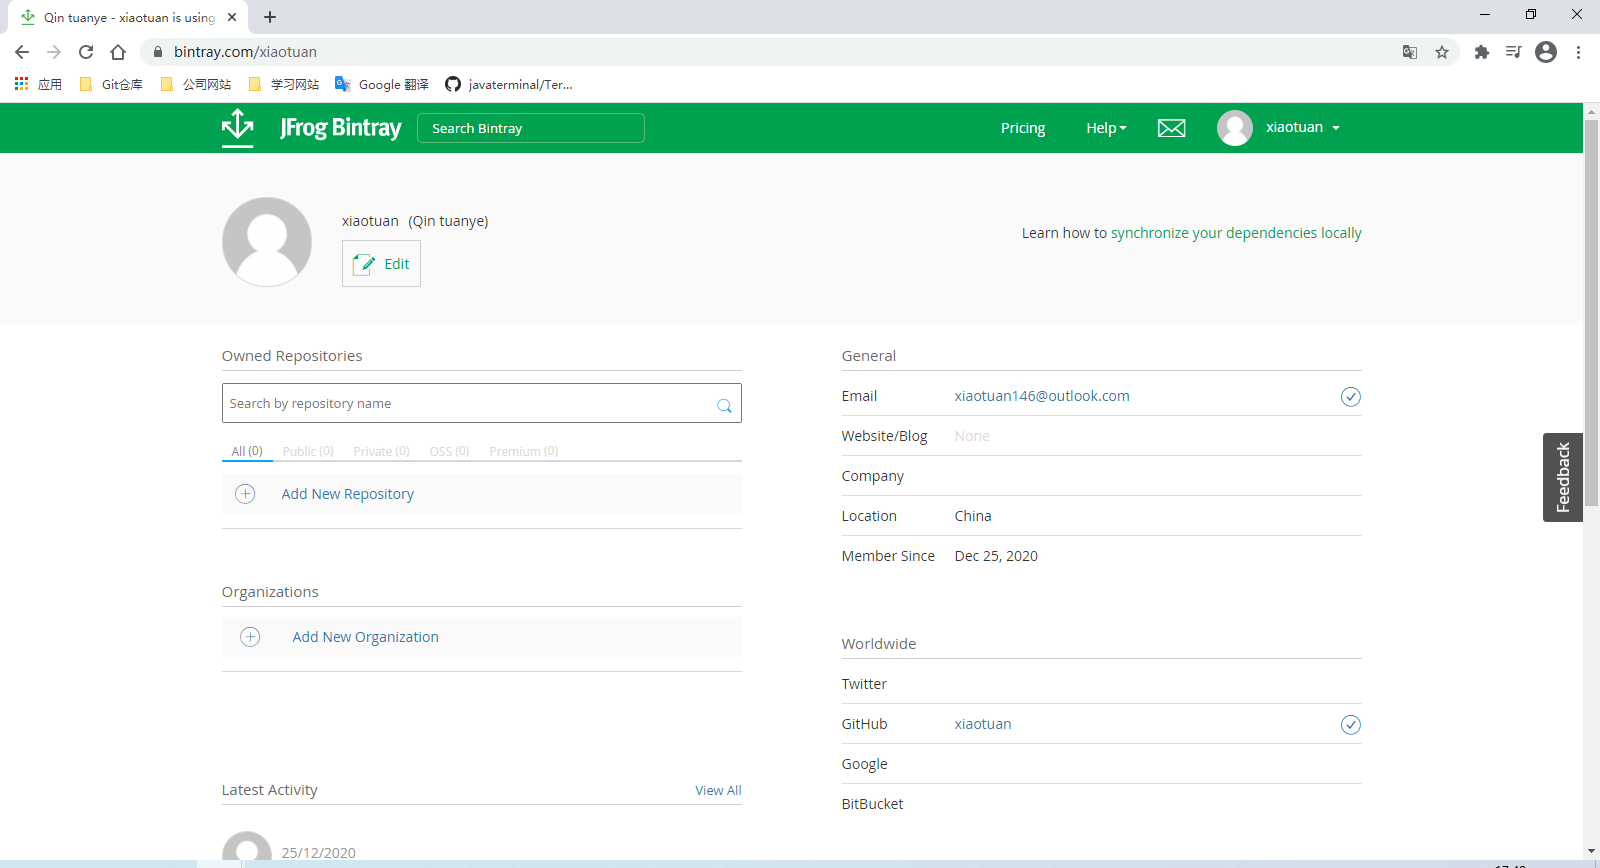 Qin tuanye - xiaotuan is using
bintray.com/xiaotuan
应用 Git仓库 公司网站 学习网站 Google 翻译 javaterminal/Ter...
JFrog Bintray Search Bintray Pricing Help xiaotuan
xiaotuan (Qin tuanye)
Edit
Learn how to synchronize your dependencies locally
Owned Repositories
Search by repository name
All (0) Public (0) Private (0) OSS (0) Premium (0)
Add New Repository
Organizations
Add New Organization
Latest Activity View All
25/12/2020
General
Email xiaotuan146@outlook.com
Website/Blog None
Company
Location China
Member Since Dec 25, 2020
Worldwide
Twitter
GitHub xiaotuan
Google
BitBucket
Feedback